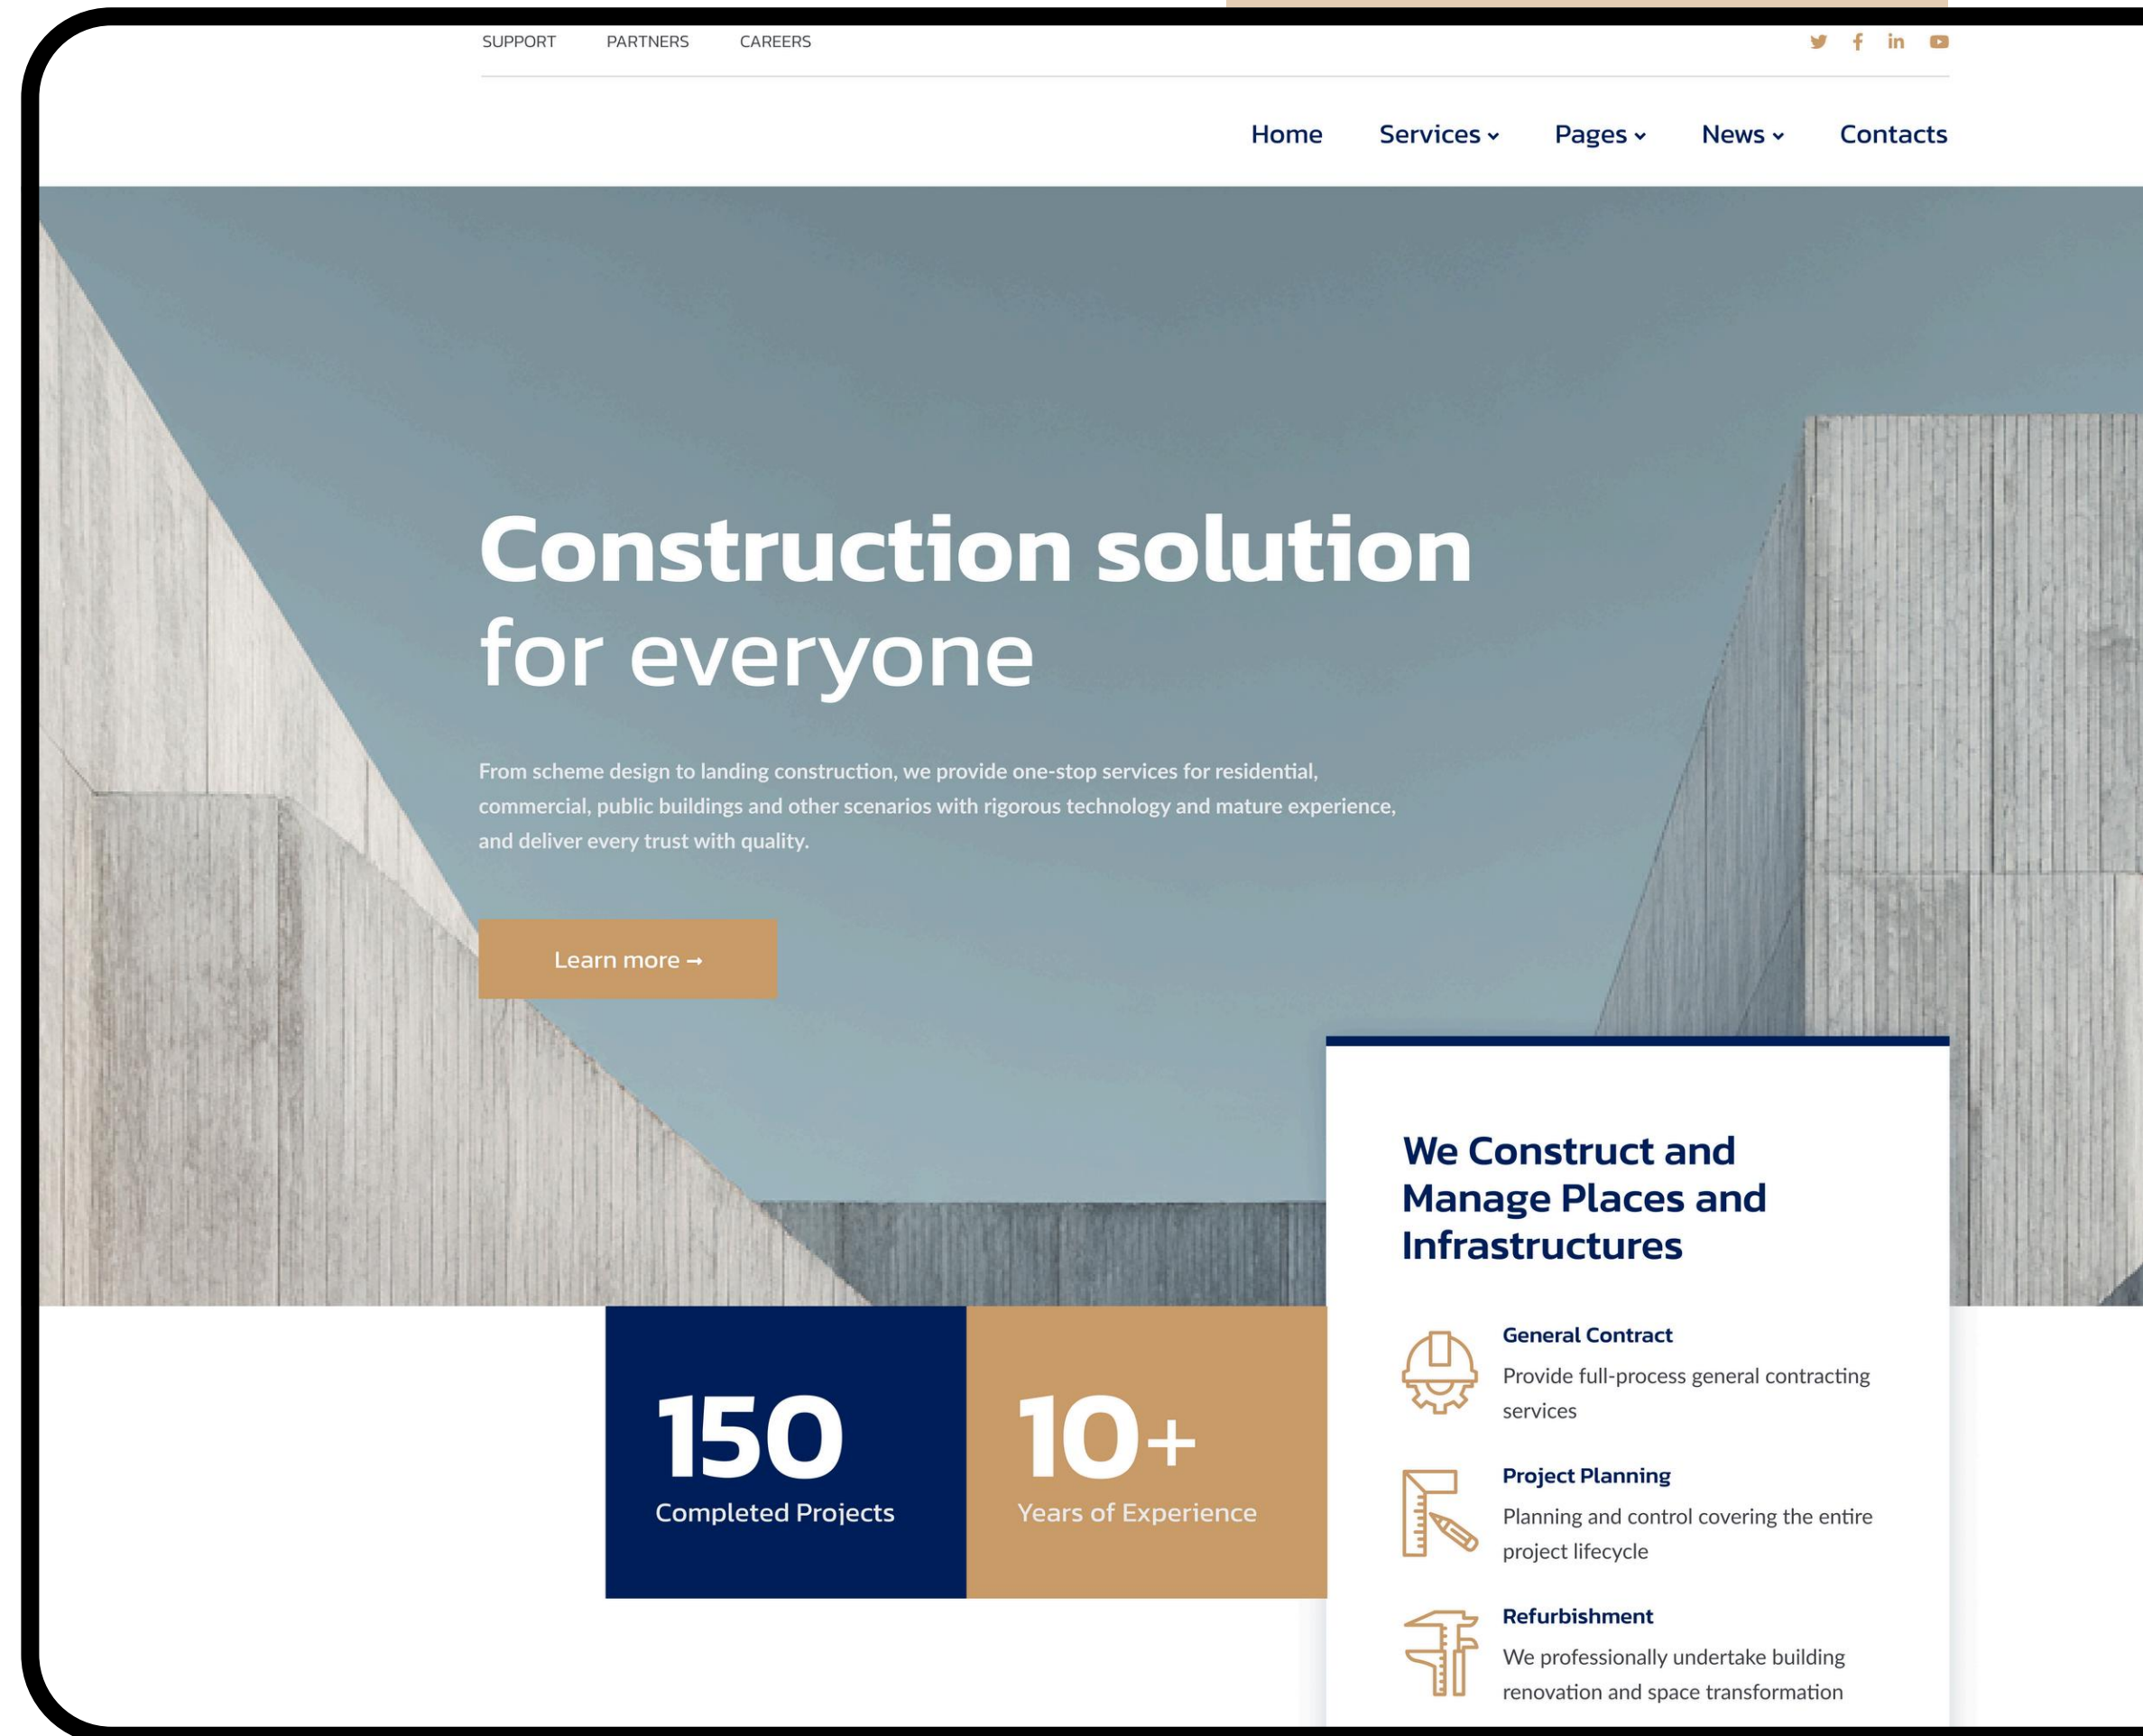 SUPPORT PARTNERS CAREERS
Home Services Pages News Contacts
Construction solution
for everyone
From scheme design to landing construction, we provide one-stop services for residential,
commercial, public buildings and other scenarios with rigorous technology and mature experience,
and deliver every trust with quality.
Learn more →
We Construct and
Manage Places and
Infrastructures
General Contract
Provide full-process general contracting
services
Project Planning
Planning and control covering the entire
project lifecycle
Refurbishment
We professionally undertake building
renovation and space transformation
150
Completed Projects
10+
Years of Experience